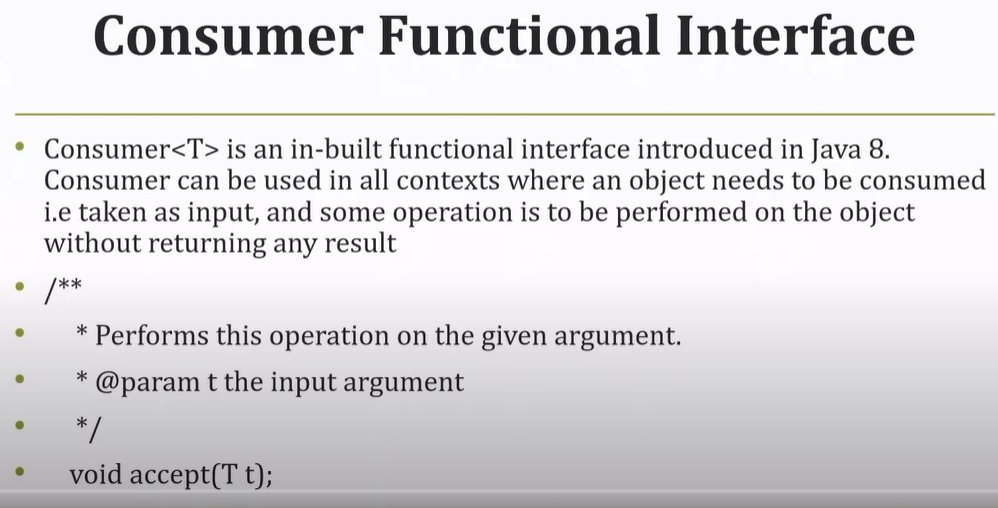 Consumer Functional Interface
• Consumer<T> is an in-built functional interface introduced in Java 8.
Consumer can be used in all contexts where an object needs to be consumed
i.e taken as input, and some operation is to be performed on the object
without returning any result
• /**
• * Performs this operation on the given argument.
• * @param t the input argument
• */
• void accept(T t);